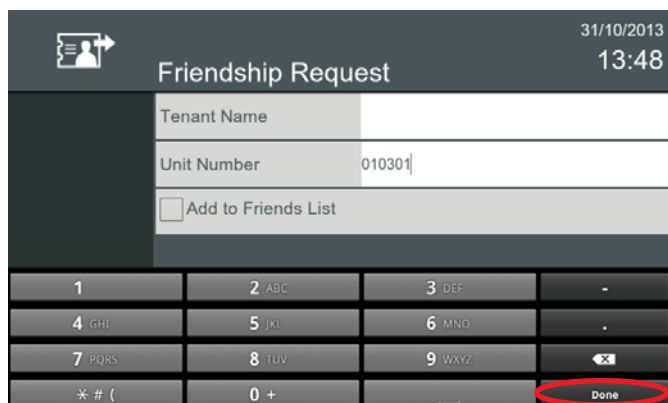 31/10/2013
13:48
Friendship Request
Tenant Name
Unit Number 010301
Add to Friends List
1 2 ABC 3 DEF -
4 GHI 5 JKL 6 MNO .
7 PQRS 8 TUV 9 WXYZ
* # ( 0 + Done